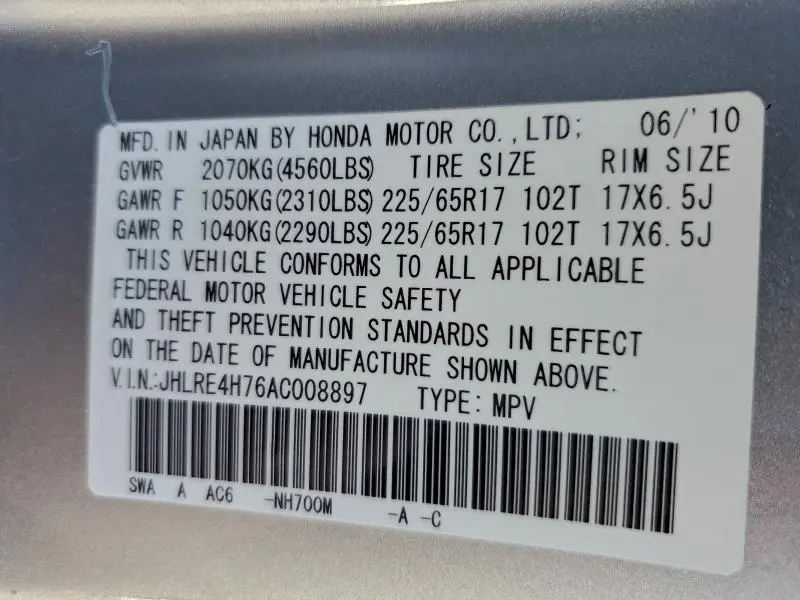 MFD. IN JAPAN BY HONDA MOTOR CO.,LTD; 06/'10
GVWR 2070KG(4560LBS) TIRE SIZE RIM SIZE
GAWR F 1050KG(2310LBS) 225/65R17 102T 17X6.5J
GAWR R 1040KG(2290LBS) 225/65R17 102T 17X6.5J
THIS VEHICLE CONFORMS TO ALL APPLICABLE
FEDERAL MOTOR VEHICLE SAFETY
AND THEFT PREVENTION STANDARDS IN EFFECT
ON THE DATE OF MANUFACTURE SHOWN ABOVE.
V.I.N.:JHLRE4H76AC008897 TYPE: MPV
SWA A AC6 -NH700M -A -C